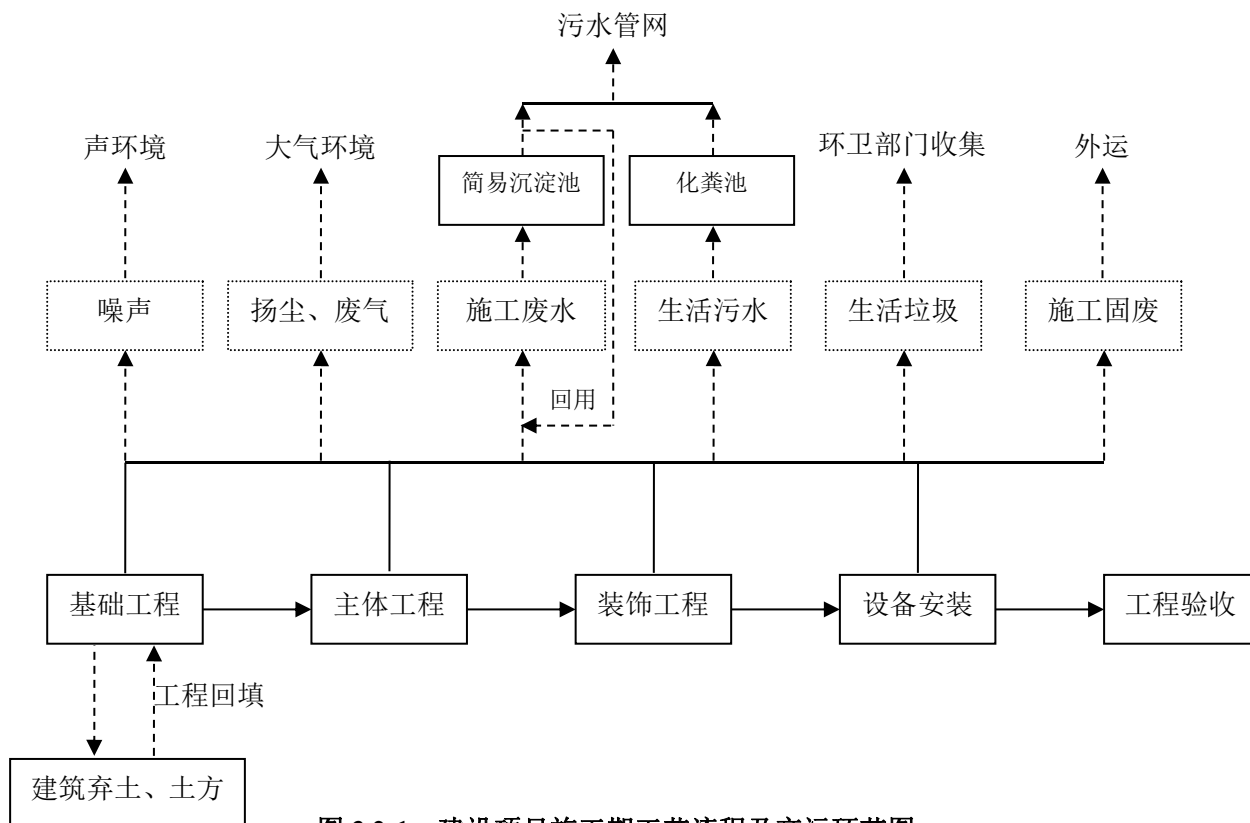 污水管网
声环境
大气环境
环卫部门收集
外运
简易沉淀池
化粪池
噪声
扬尘、废气
施工废水
生活污水
生活垃圾
施工固废
回用
基础工程
主体工程
装饰工程
设备安装
工程验收
工程回填
建筑弃土、土方